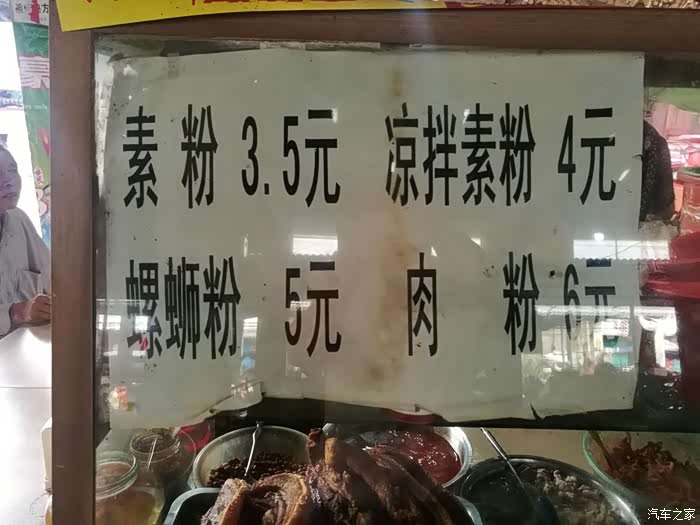 素粉 3.5元 凉拌素粉 4元
螺蛳粉 5元 肉粉 6元
汽车之家